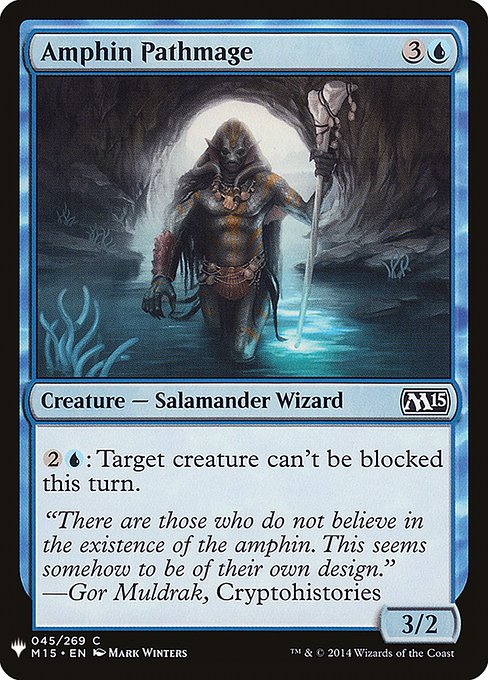 Amphin Pathmage 3
Creature — Salamander Wizard M15
2 : Target creature can't be blocked
this turn.
“There are those who do not believe in
the existence of the amphin. This seems
somehow to be of their own design.”
—Gor Muldrak, Cryptohistories
3/2
045/269 C
M15 • EN Mark Winters
™ & © 2014 Wizards of the Coast